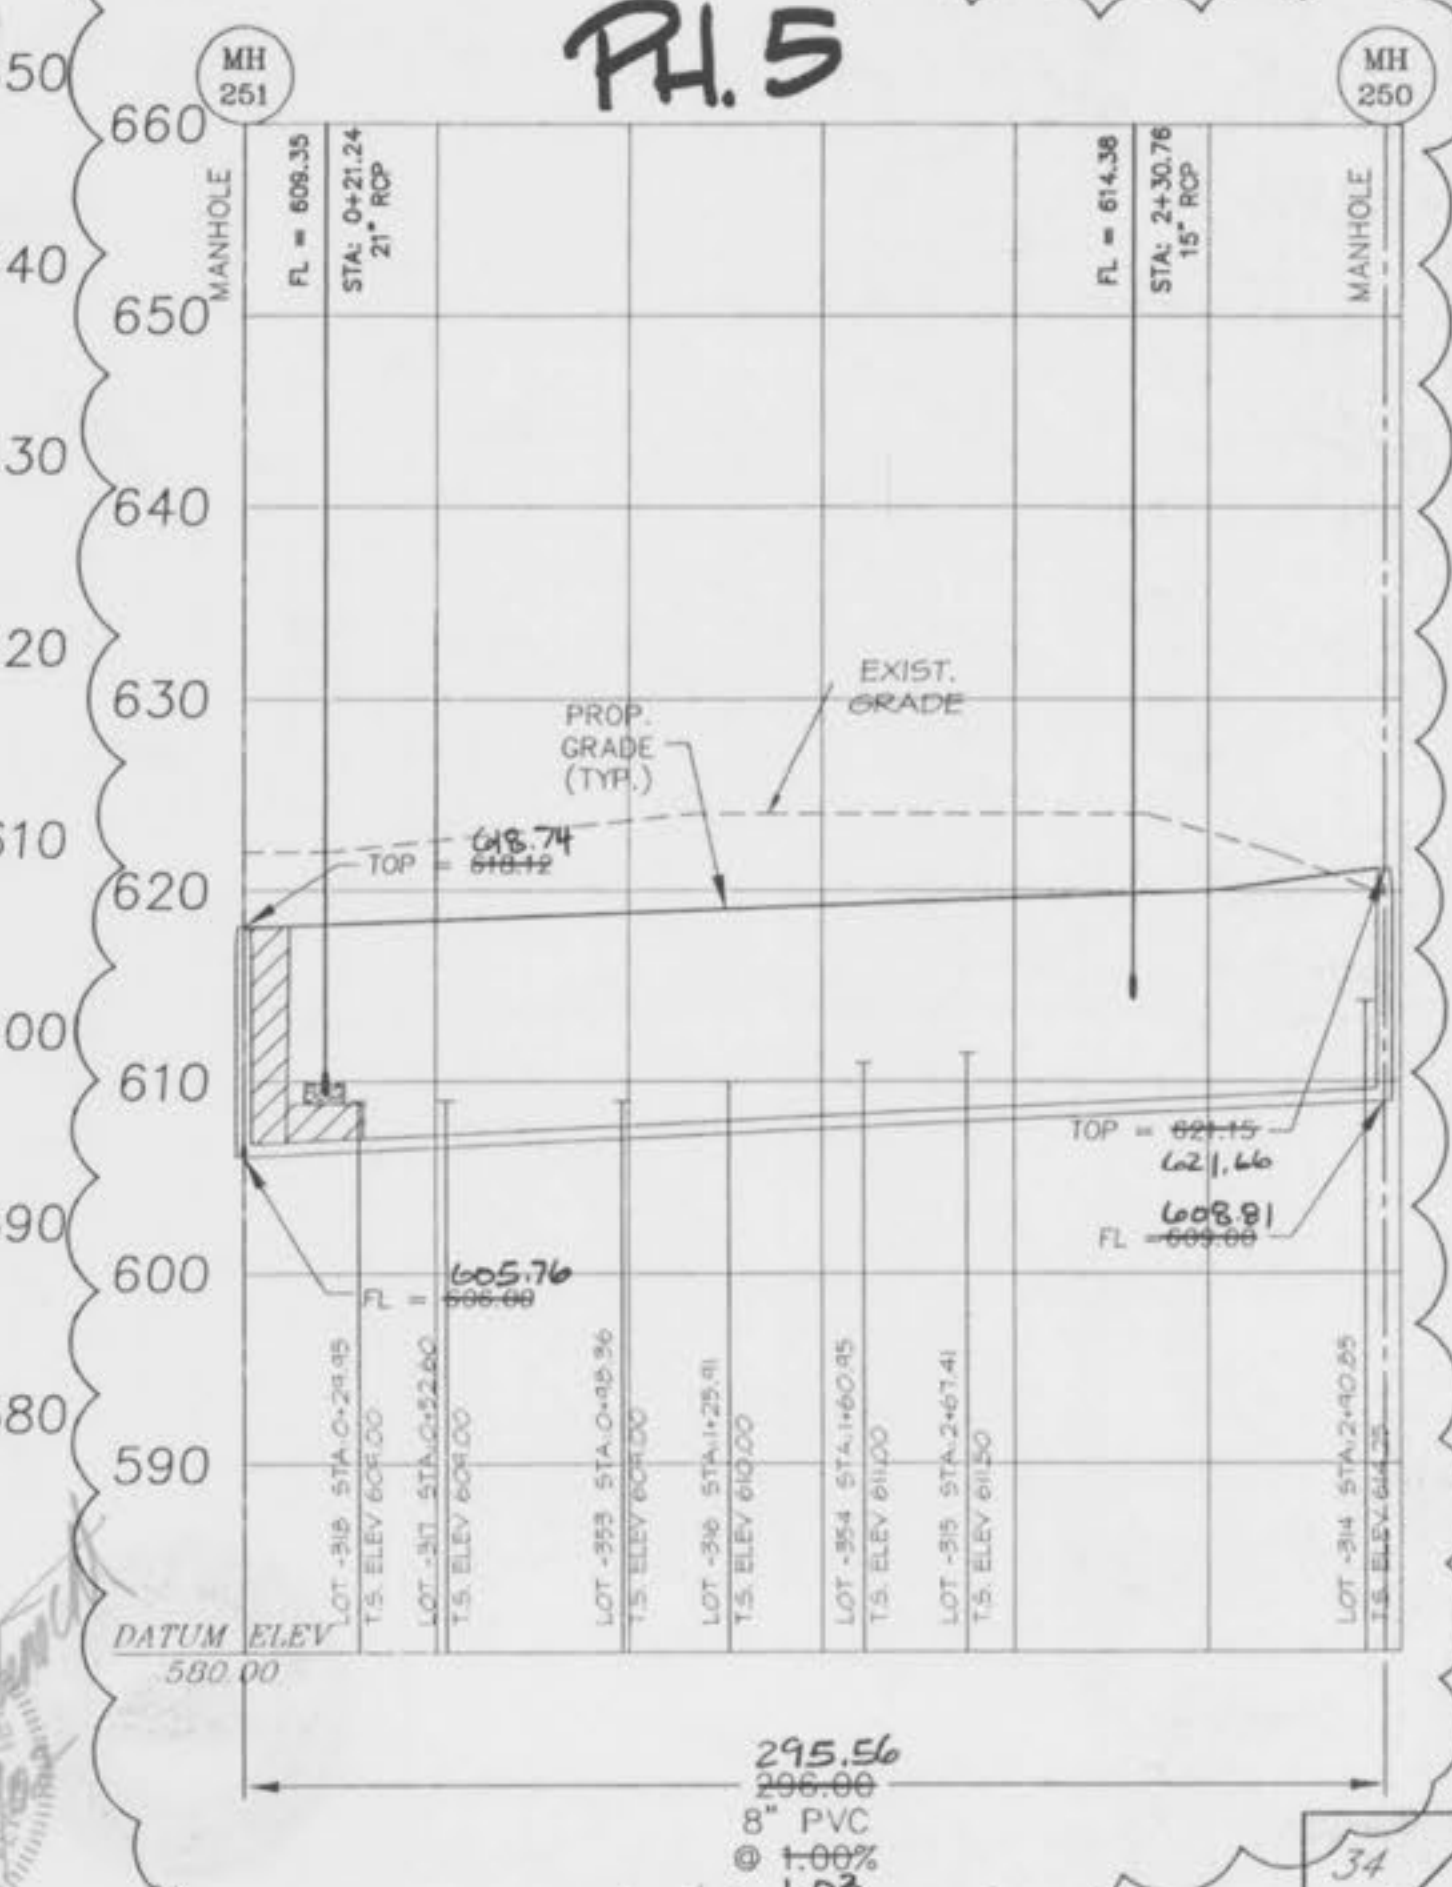 PH. 5
MH
251
MH
250
50
40
30
20
610
00
90
80
660
650
640
630
620
610
600
590
MANHOLE
FL = 609.35
STA: 0+21.24
21" RCP
FL = 614.38
STA: 2+30.76
15" RCP
MANHOLE
EXIST.
GRADE
PROP.
GRADE
(TYP.)
618.74
TOP = 618.12
TOP = 621.15
621.66
608.81
FL = 609.00
605.76
FL = 606.00
LOT -318 STA.0+29.95
T.S. ELEV 609.00
LOT -317 STA.0+52.60
T.S. ELEV 609.00
LOT -353 STA.0+98.36
T.S. ELEV 609.00
LOT -316 STA.1+25.91
T.S. ELEV 610.00
LOT -354 STA.1+60.95
T.S. ELEV 611.00
LOT -315 STA.2+67.41
T.S. ELEV 611.50
LOT -314 STA.2+90.85
T.S. ELEV 614.25
DATUM ELEV
580.00
295.56
296.00
8" PVC
@ 1.00%
34